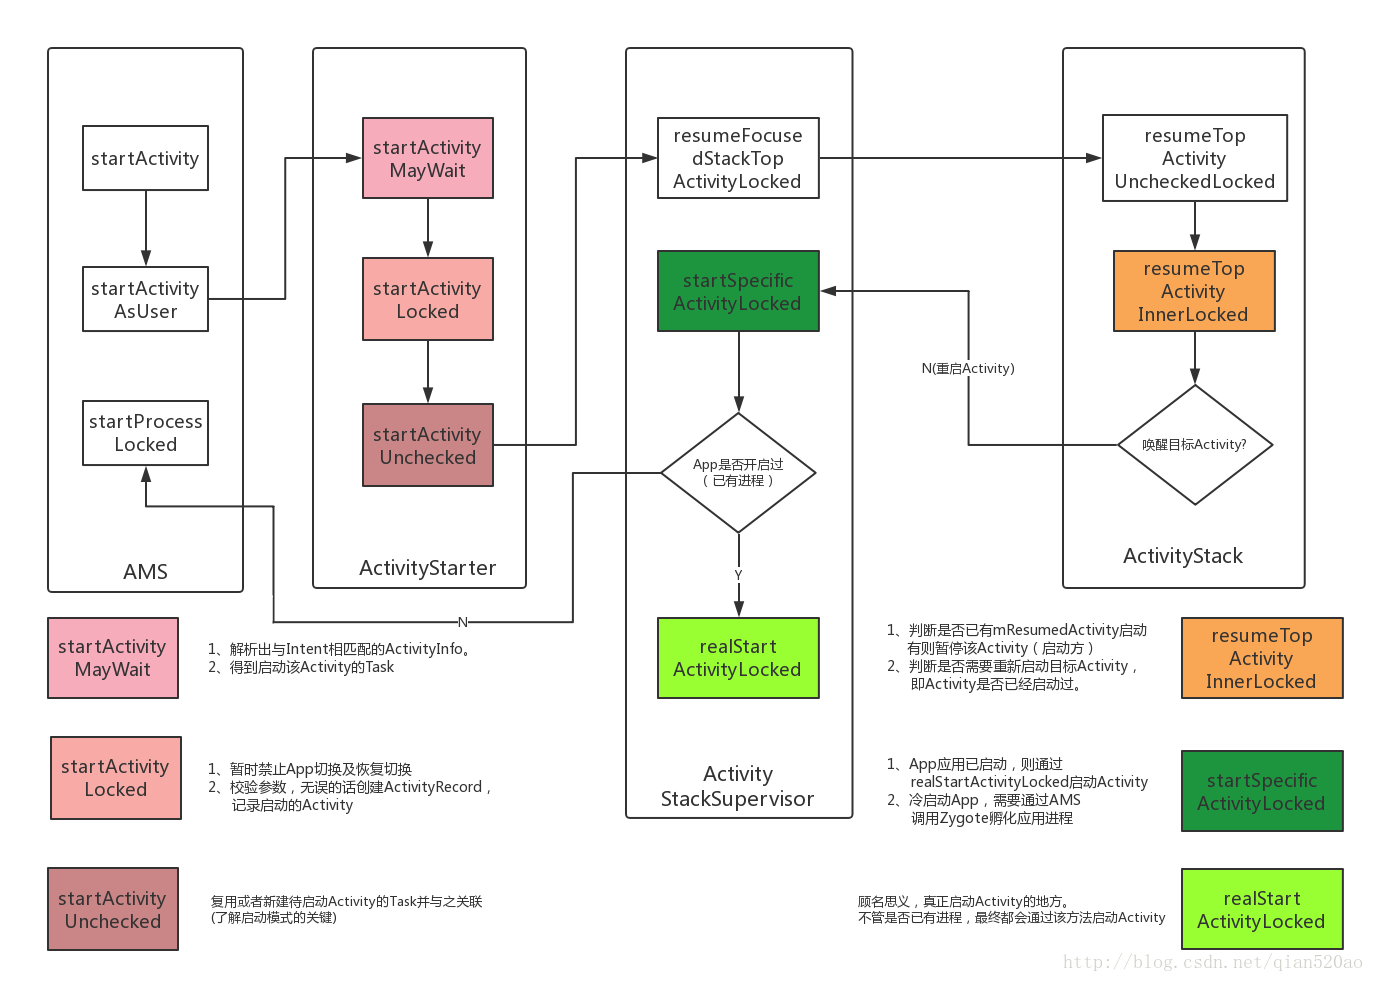 startActivity
startActivity
AsUser
startProcess
Locked
AMS
startActivity
MayWait
startActivity
Locked
startActivity
Unchecked
ActivityStarter
resumeFocuse
dStackTop
ActivityLocked
startSpecific
ActivityLocked
App是否开启过
（已有进程）
Y
N
realStart
ActivityLocked
Activity
StackSupervisor
resumeTop
Activity
UncheckedLocked
resumeTop
Activity
InnerLocked
N(重启Activity)
唤醒目标Activity?
ActivityStack
startActivity
MayWait
1、解析出与Intent相匹配的ActivityInfo。
2、得到启动该Activity的Task
startActivity
Locked
1、暂时禁止App切换及恢复切换
2、校验参数，无误的话创建ActivityRecord，
记录启动的Activity
startActivity
Unchecked
复用或者新建待启动Activity的Task并与之关联
(了解启动模式的关键)
1、判断是否已有mResumedActivity启动
有则暂停该Activity（启动方）
2、判断是否需要重新启动目标Activity，
即Activity是否已经启动过。
resumeTop
Activity
InnerLocked
1、App应用已启动，则通过
realStartActivityLocked启动Activity
2、冷启动App，需要通过AMS
调用Zygote孵化应用进程
startSpecific
ActivityLocked
顾名思义，真正启动Activity的地方。
不管是否已有进程，最终都会通过该方法启动Activity
realStart
ActivityLocked
http://blog.csdn.net/qian520ao